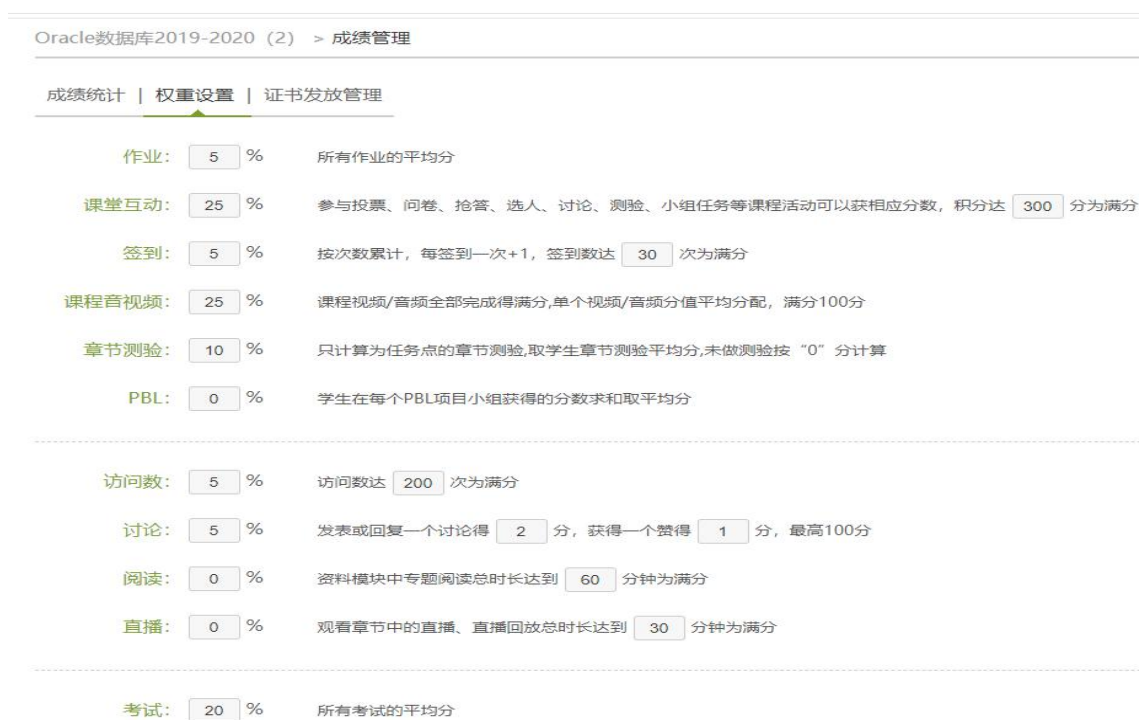 Oracle数据库2019-2020（2） > 成绩管理
成绩统计 | 权重设置 | 证书发放管理
作业： 5 % 所有作业的平均分
课堂互动： 25 % 参与投票、问卷、抢答、选人、讨论、测验、小组任务等课程活动可以获相应分数，积分达 300 分为满分
签到： 5 % 按次数累计，每签到一次+1，签到数达 30 次为满分
课程音视频： 25 % 课程视频/音频全部完成得满分,单个视频/音频分值平均分配，满分100分
章节测验： 10 % 只计算为任务点的章节测验,取学生章节测验平均分,未做测验按“0”分计算
PBL： 0 % 学生在每个PBL项目小组获得的分数求和取平均分
访问数： 5 % 访问数达 200 次为满分
讨论： 5 % 发表或回复一个讨论得 2 分，获得一个赞得 1 分，最高100分
阅读： 0 % 资料模块中专题阅读总时长达到 60 分钟为满分
直播： 0 % 观看章节中的直播、直播回放总时长达到 30 分钟为满分
考试： 20 % 所有考试的平均分